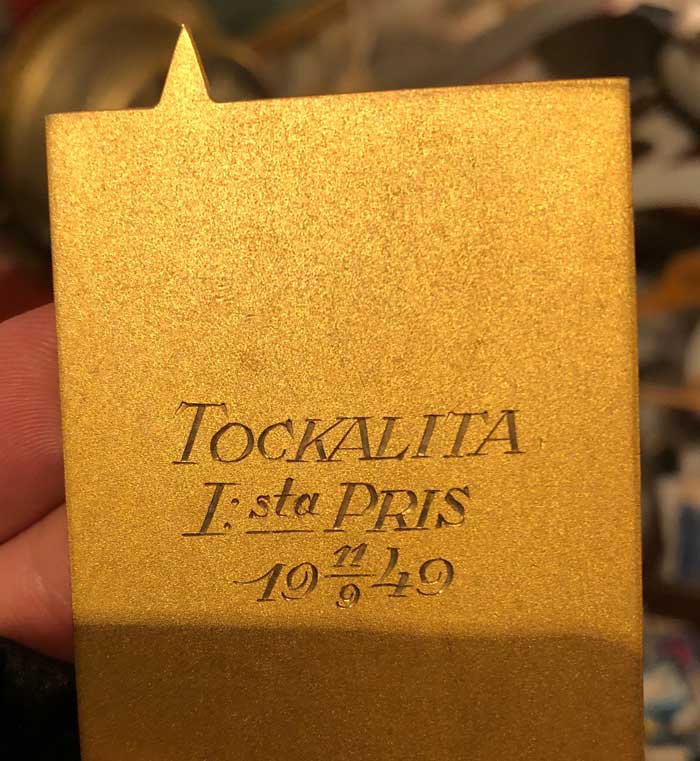 TOCKALITA
I:sta PRIS
19 11/9 49